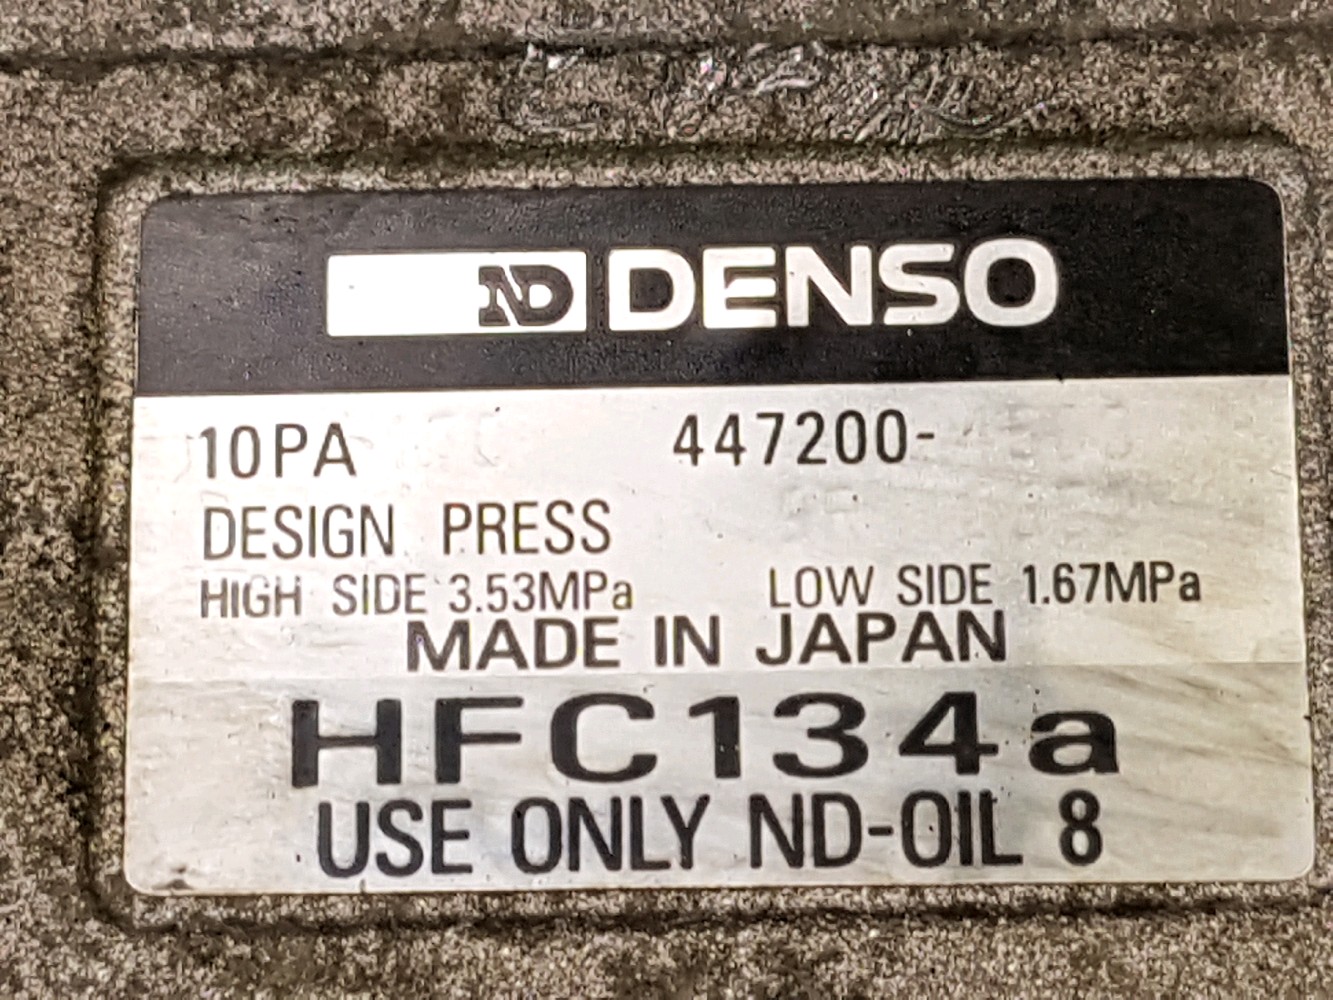 ND DENSO
10PA 447200-
DESIGN PRESS
HIGH SIDE 3.53MPa LOW SIDE 1.67MPa
MADE IN JAPAN
HFC134a
USE ONLY ND-OIL 8